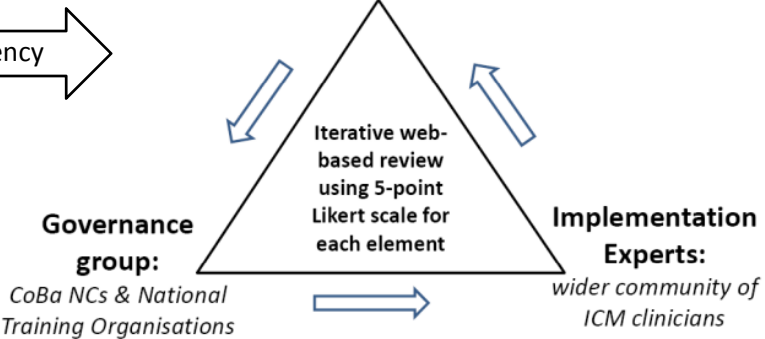 ency
Iterative web-
based review
using 5-point
Likert scale for
each element
Governance
group:
CoBa NCs & National
Training Organisations
Implementation
Experts:
wider community of
ICM clinicians